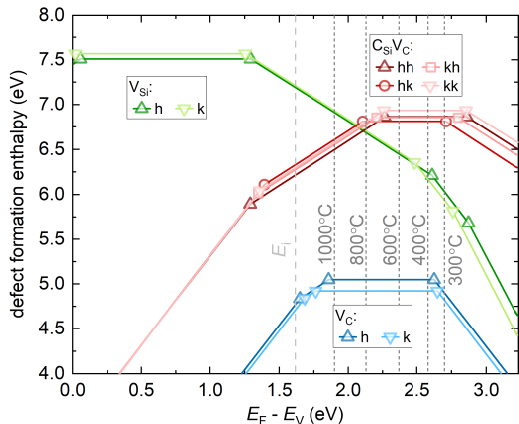 8.0
7.5
7.0
6.5
6.0
5.5
5.0
4.5
4.0
defect formation enthalpy (eV)
V_Si:
h k
C_SiV_C
hh kh
hk kk
E_i
1000°C
800°C
600°C
400°C
300°C
V_C:
h k
0.0 0.5 1.0 1.5 2.0 2.5 3.0
E_F - E_V (eV)